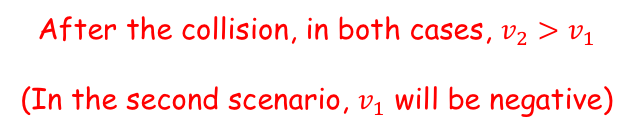 After the collision, in both cases, v₂ > v₁
(In the second scenario, v₁ will be negative)